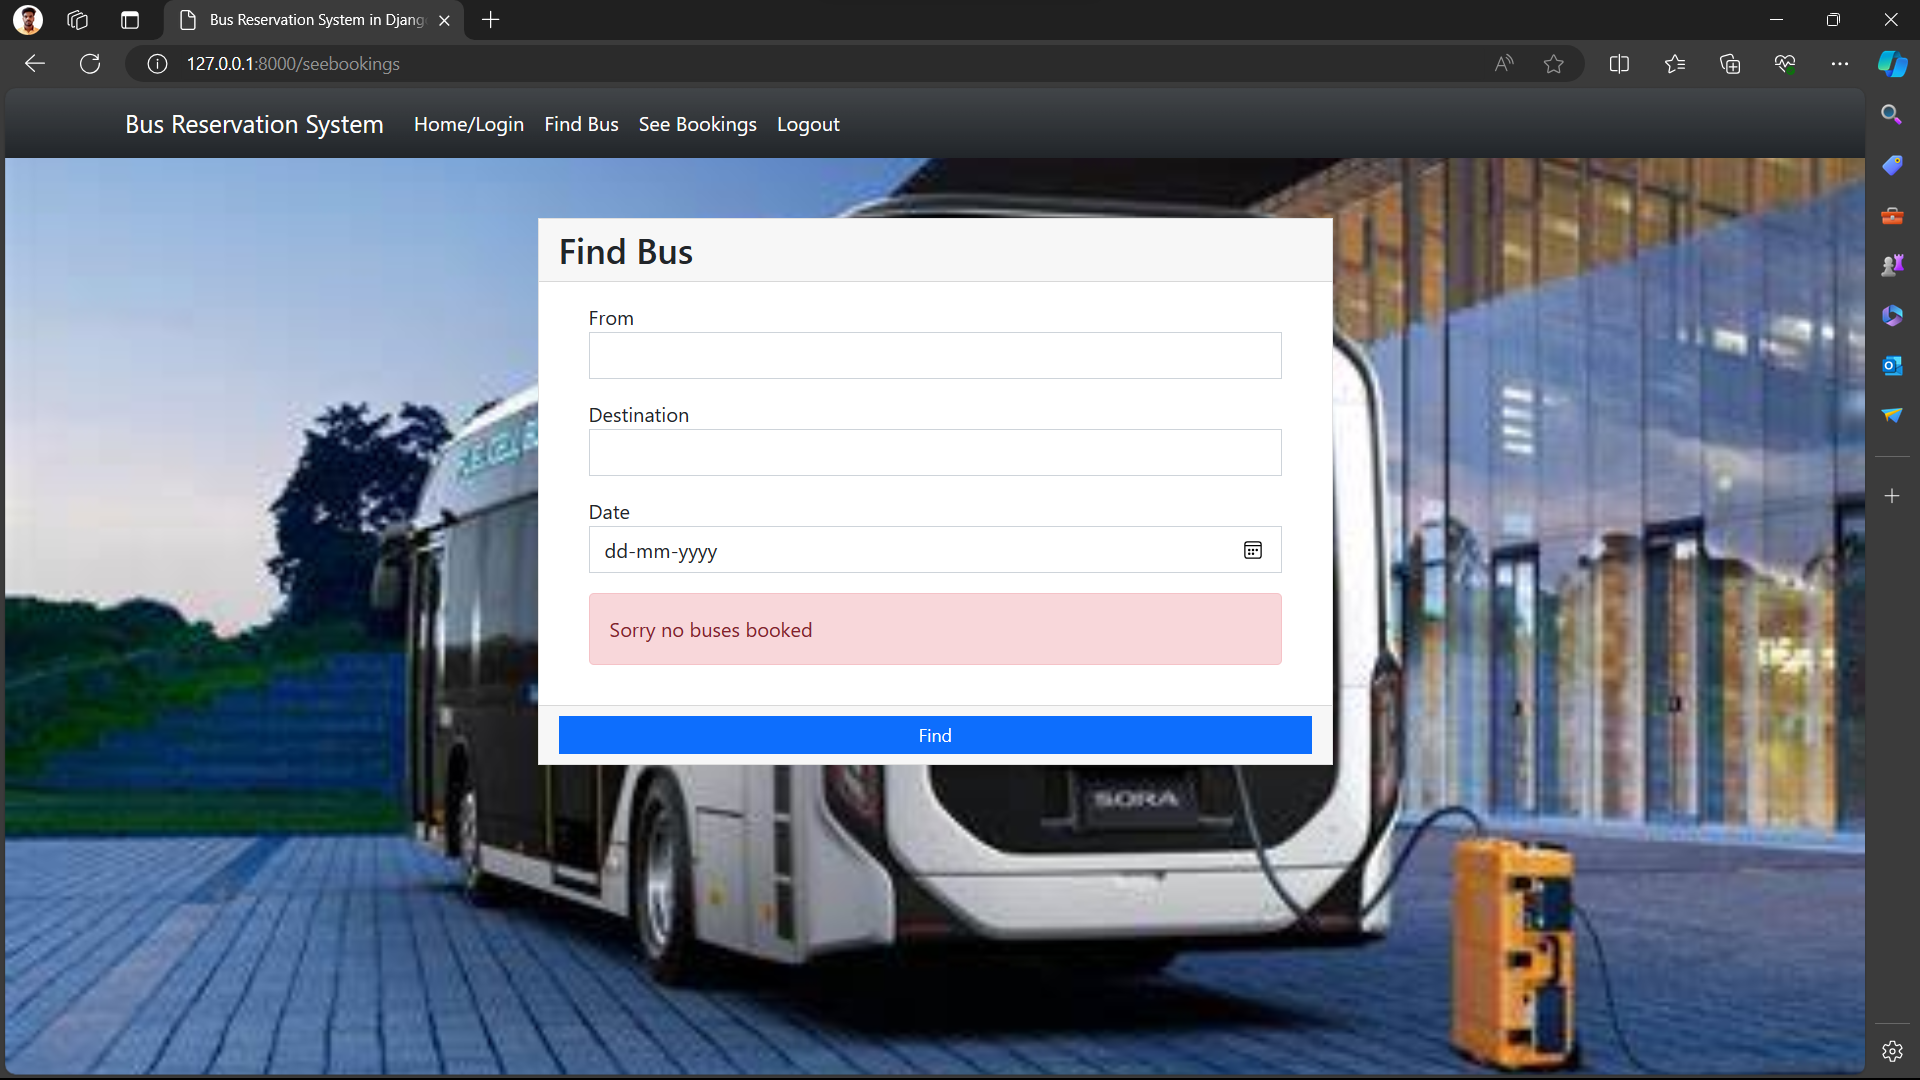 Bus Reservation System in Djang
127.0.0.1:8000/seebookings
Bus Reservation System Home/Login Find Bus See Bookings Logout
Find Bus
From
Destination
Date
dd-mm-yyyy
Sorry no buses booked
Find
SORA